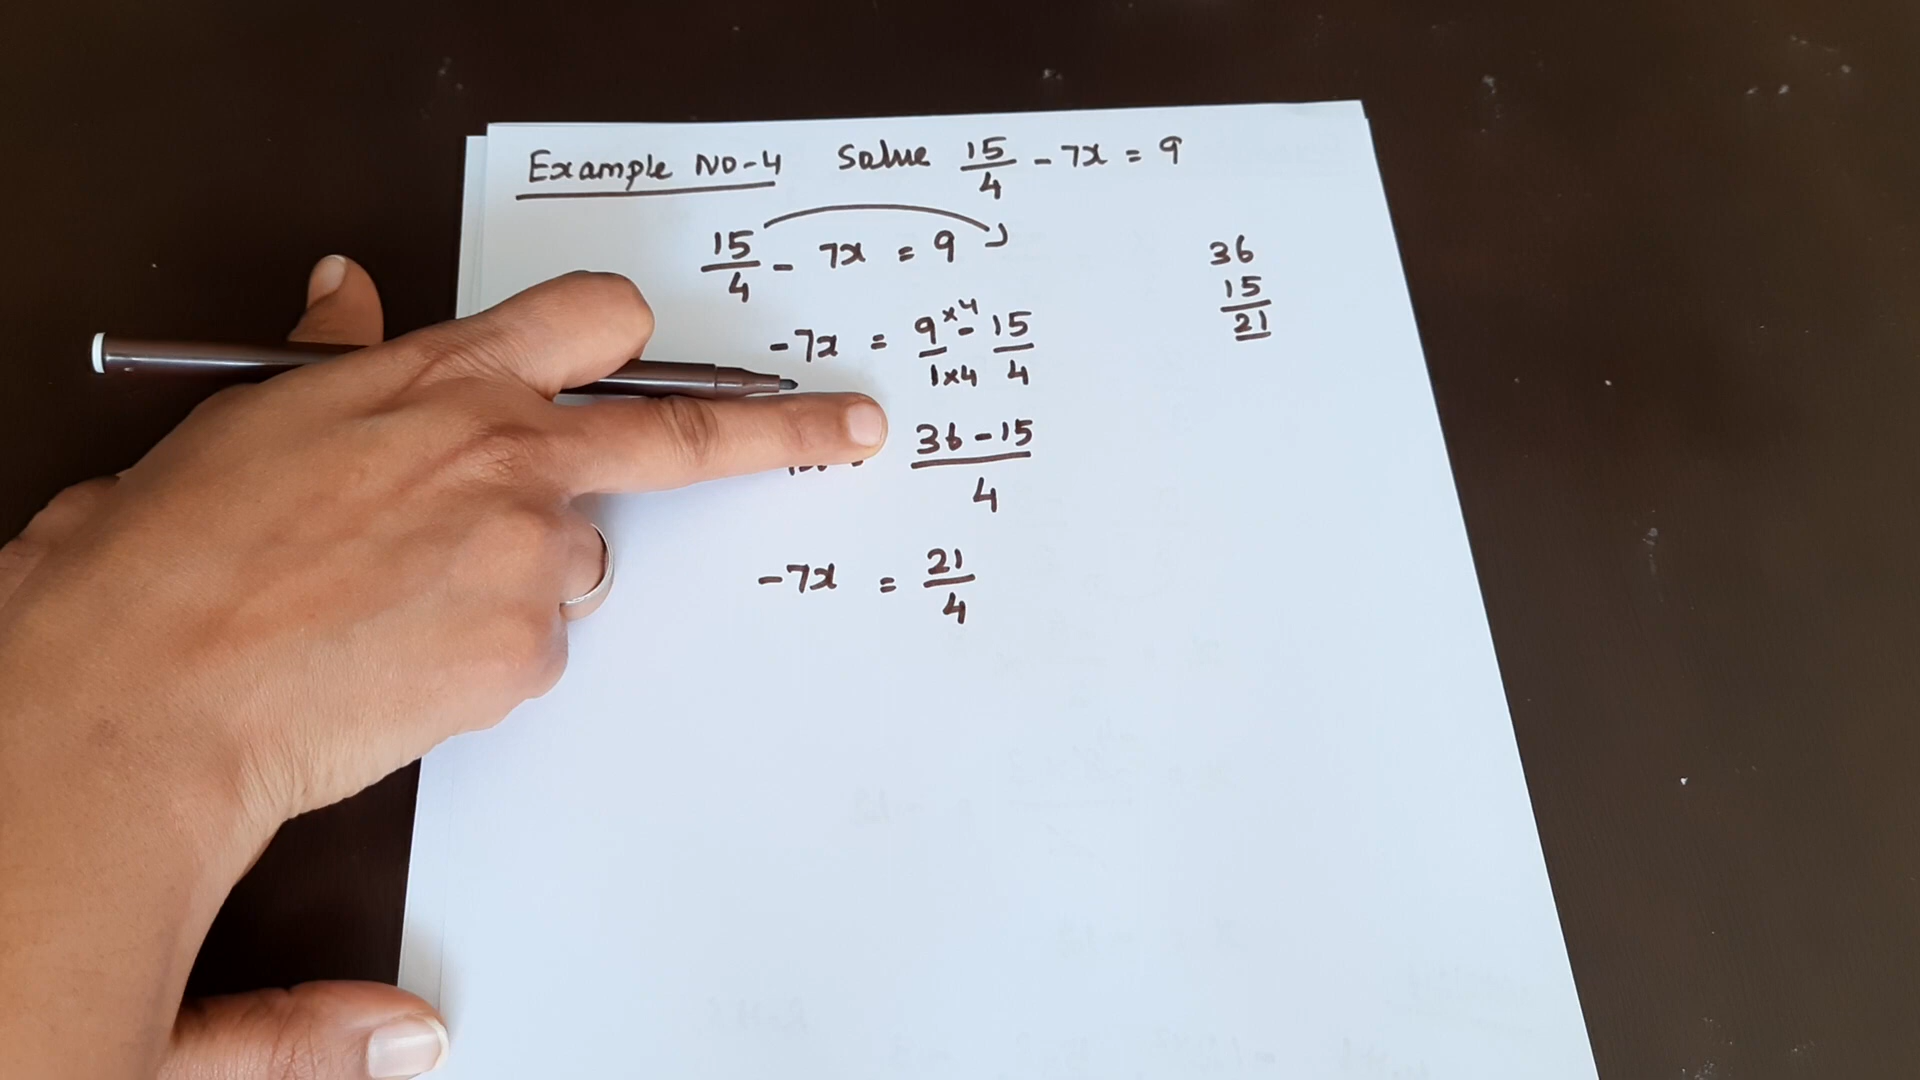 Example No-4 Solve 15/4 - 7x = 9
15/4 - 7x = 9
-7x = 9×4/1×4 - 15/4
36-15/4
-7x = 21/4
36
15
21